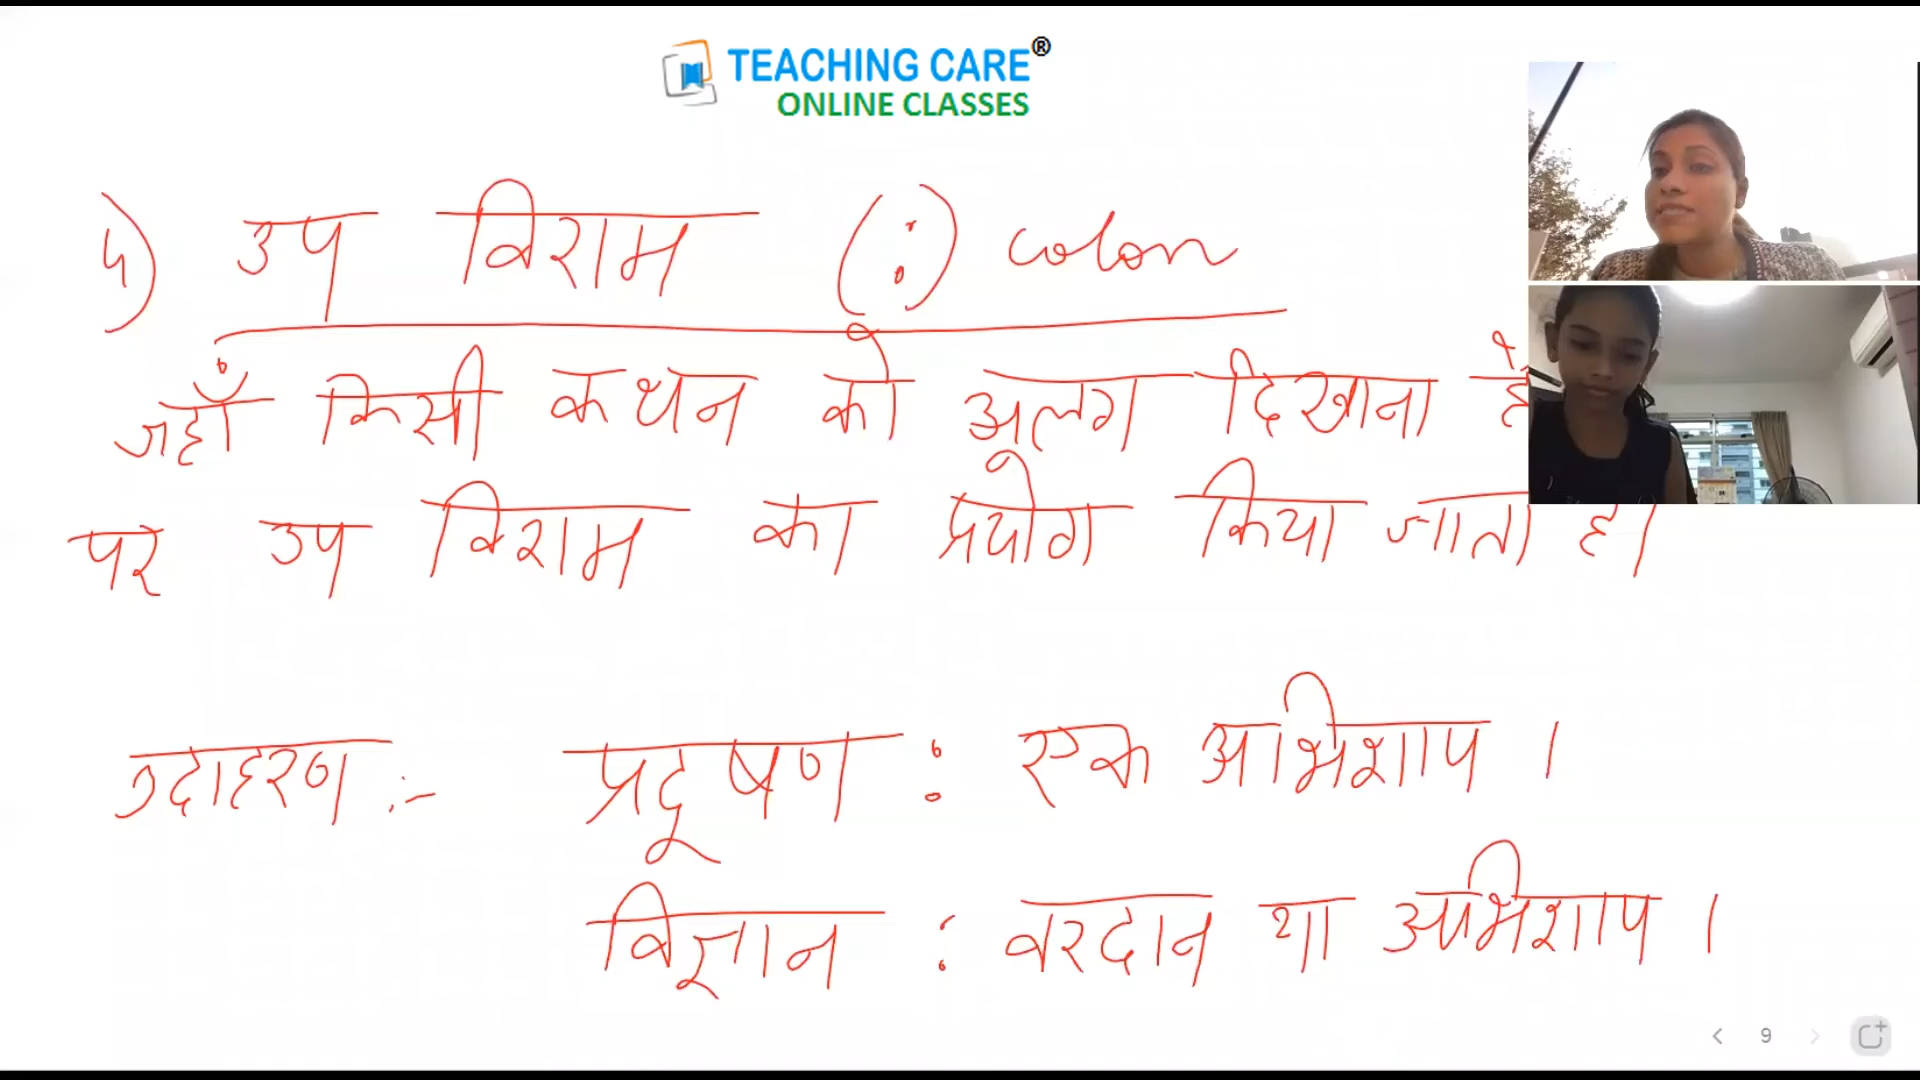 TEACHING CARE®
ONLINE CLASSES
५) उप विराम (:) colon
जहाँ किसी कथन को अलग दिखाना हो
पर उप विराम का प्रयोग किया जाता है।
उदाहरण :- प्रदूषण : एक अभिशाप ।
विज्ञान : वरदान या अभिशाप ।
9